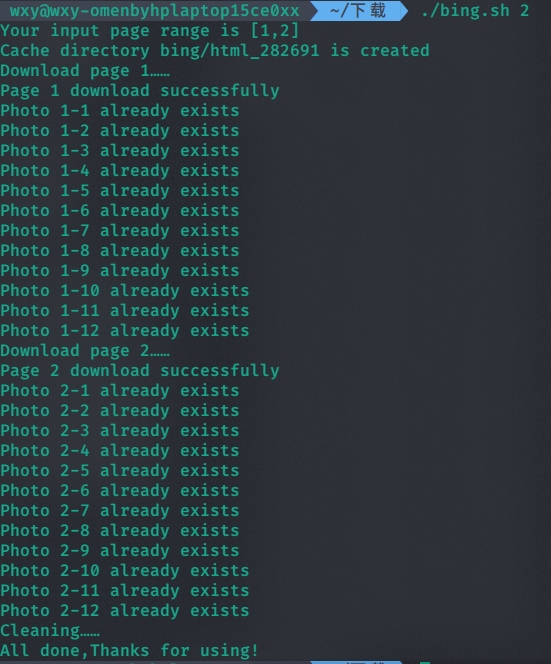 wxy@wxy-omenbyhplaptop15ce0xx ~/下载 ./bing.sh 2
Your input page range is [1,2]
Cache directory bing/html_282691 is created
Download page 1……
Page 1 download successfully
Photo 1-1 already exists
Photo 1-2 already exists
Photo 1-3 already exists
Photo 1-4 already exists
Photo 1-5 already exists
Photo 1-6 already exists
Photo 1-7 already exists
Photo 1-8 already exists
Photo 1-9 already exists
Photo 1-10 already exists
Photo 1-11 already exists
Photo 1-12 already exists
Download page 2……
Page 2 download successfully
Photo 2-1 already exists
Photo 2-2 already exists
Photo 2-3 already exists
Photo 2-4 already exists
Photo 2-5 already exists
Photo 2-6 already exists
Photo 2-7 already exists
Photo 2-8 already exists
Photo 2-9 already exists
Photo 2-10 already exists
Photo 2-11 already exists
Photo 2-12 already exists
Cleaning……
All done,Thanks for using!